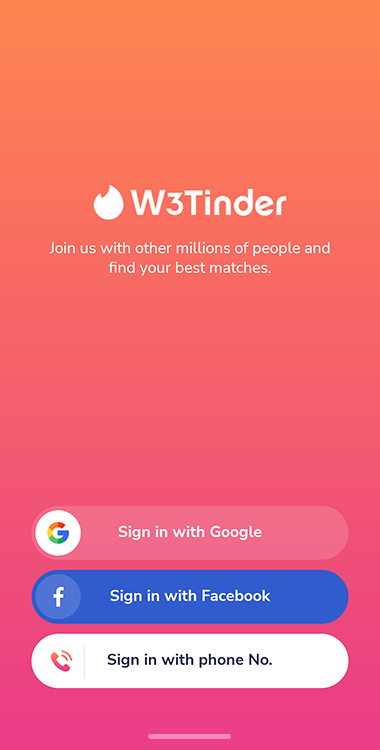 W3Tinder
Join us with other millions of people and
find your best matches.
Sign in with Google
Sign in with Facebook
Sign in with phone No.